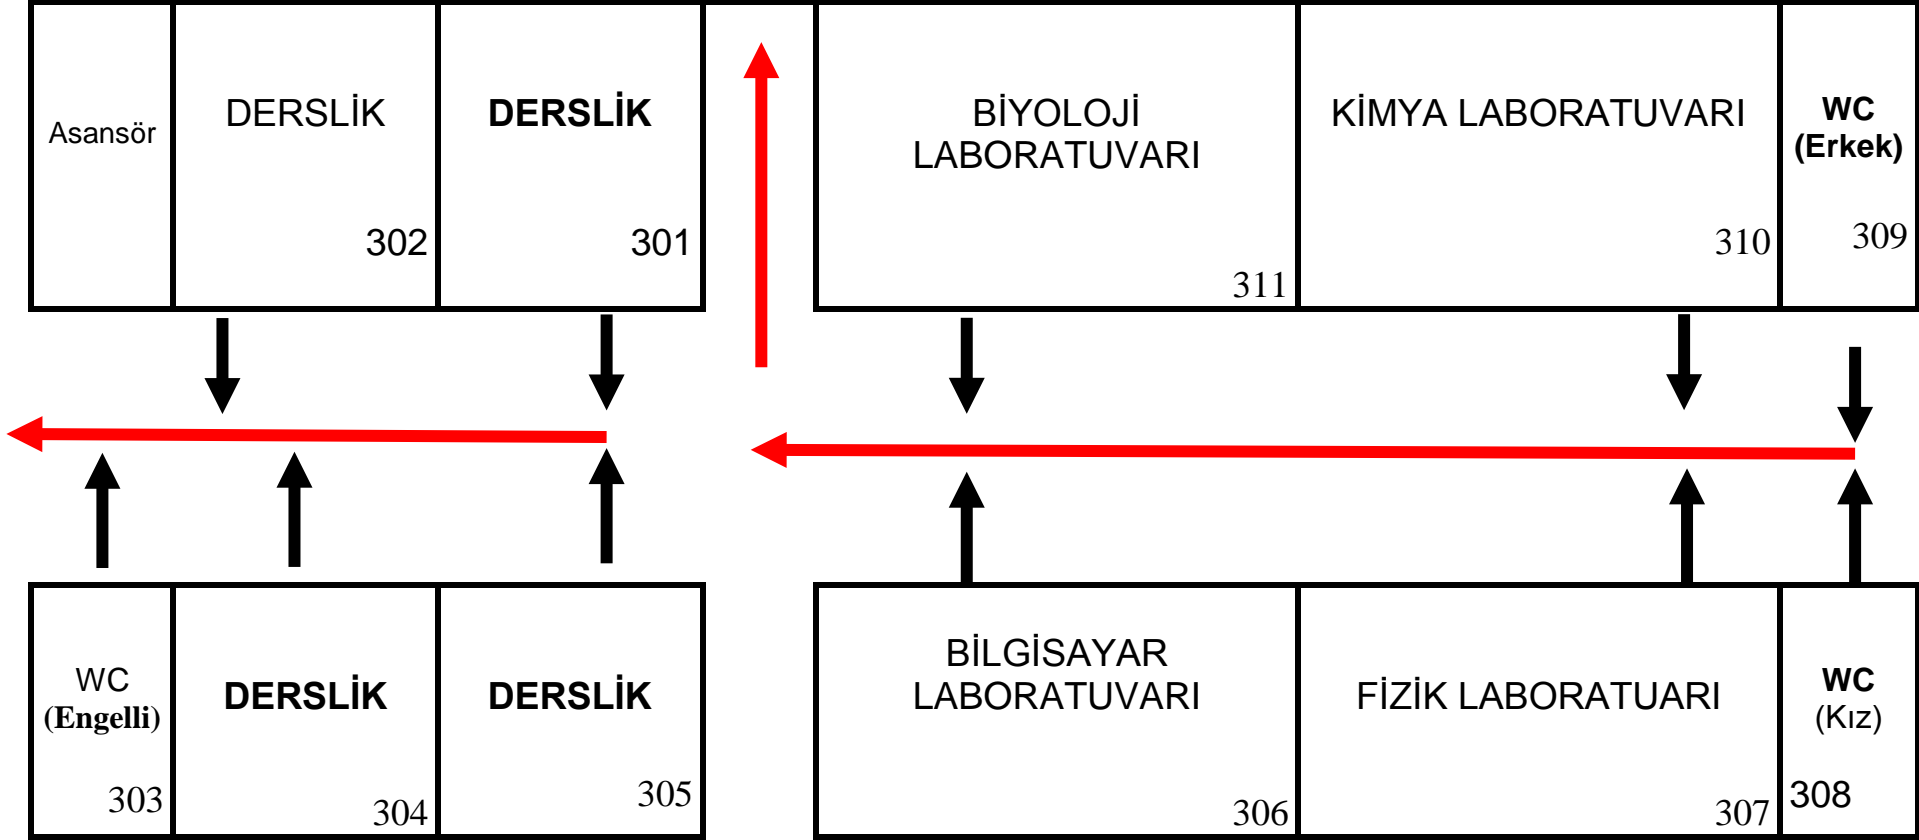 Asansör
DERSLİK
302
DERSLİK
301
BİYOLOJİ
LABORATUVARI
311
KİMYA LABORATUVARI
310
WC
(Erkek)
309
WC
(Engelli)
303
DERSLİK
304
DERSLİK
305
BİLGİSAYAR
LABORATUVARI
306
FİZİK LABORATUARI
307
WC
(Kız)
308